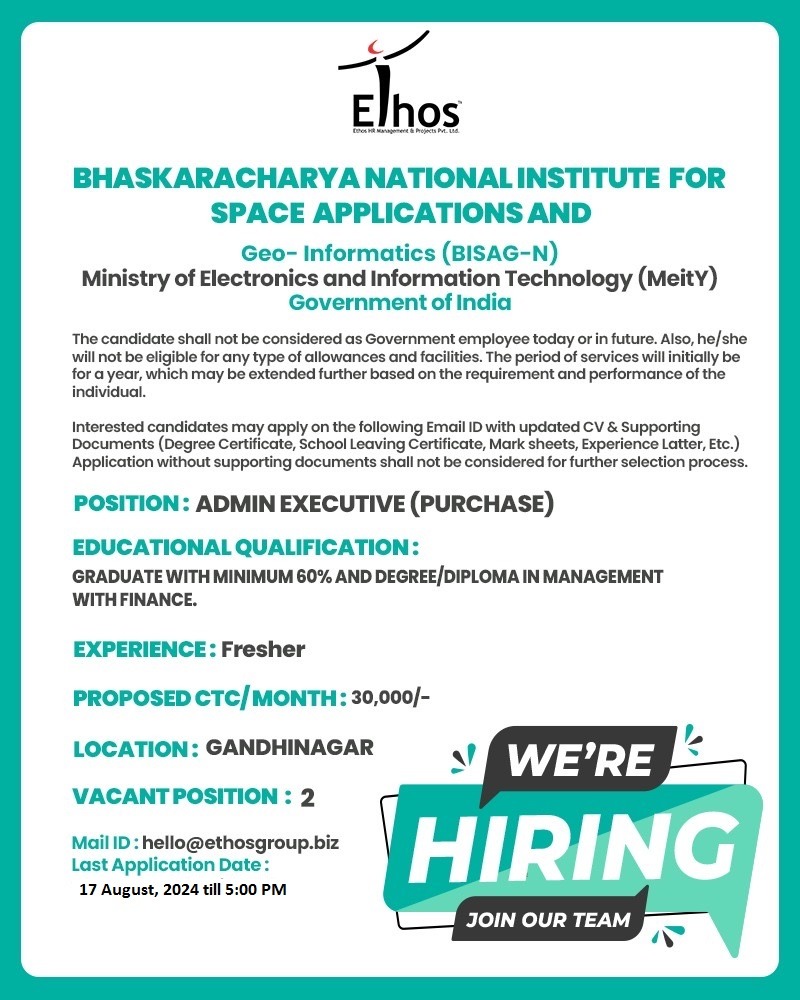 Ethos™
Ethos HR Management & Projects Pvt. Ltd.
BHASKARACHARYA NATIONAL INSTITUTE FOR
SPACE APPLICATIONS AND
Geo- Informatics (BISAG-N)
Ministry of Electronics and Information Technology (MeitY)
Government of India
The candidate shall not be considered as Government employee today or in future. Also, he/she
will not be eligible for any type of allowances and facilities. The period of services will initially be
for a year, which may be extended further based on the requirement and performance of the
individual.
Interested candidates may apply on the following Email ID with updated CV & Supporting
Documents (Degree Certificate, School Leaving Certificate, Mark sheets, Experience Latter, Etc.)
Application without supporting documents shall not be considered for further selection process.
POSITION : ADMIN EXECUTIVE (PURCHASE)
EDUCATIONAL QUALIFICATION :
GRADUATE WITH MINIMUM 60% AND DEGREE/DIPLOMA IN MANAGEMENT
WITH FINANCE.
EXPERIENCE : Fresher
PROPOSED CTC/ MONTH : 30,000/-
LOCATION : GANDHINAGAR
VACANT POSITION : 2
Mail ID : hello@ethosgroup.biz
Last Application Date :
17 August, 2024 till 5:00 PM
WE'RE
HIRING
JOIN OUR TEAM